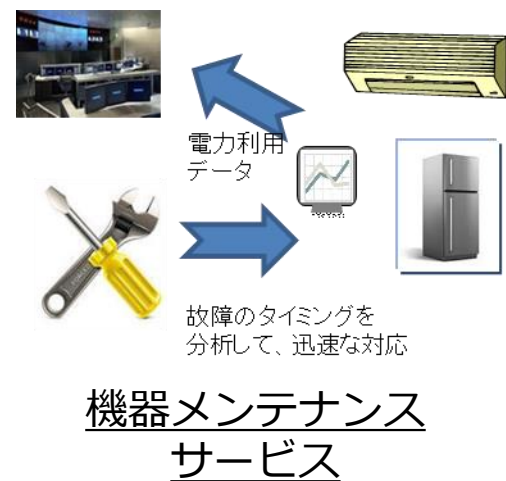 電力利用
データ
故障のタイミングを
分析して、迅速な対応
機器メンテナンス
サービス